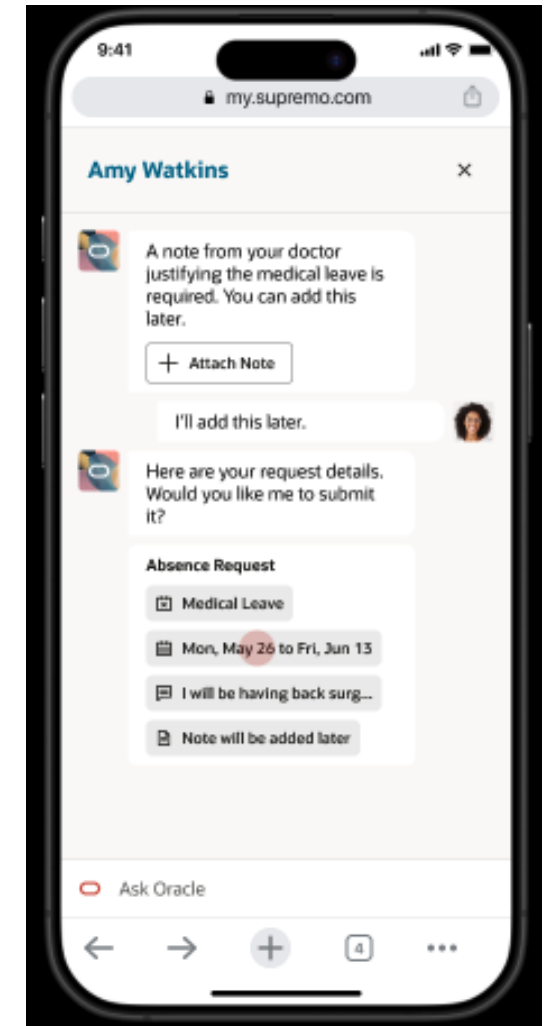 9:41
my.supremo.com
Amy Watkins
A note from your doctor
justifying the medical leave is
required. You can add this
later.
Attach Note
I'll add this later.
Here are your request details.
Would you like me to submit
it?
Absence Request
Medical Leave
Mon, May 26 to Fri, Jun 13
I will be having back surg...
Note will be added later
Ask Oracle
4